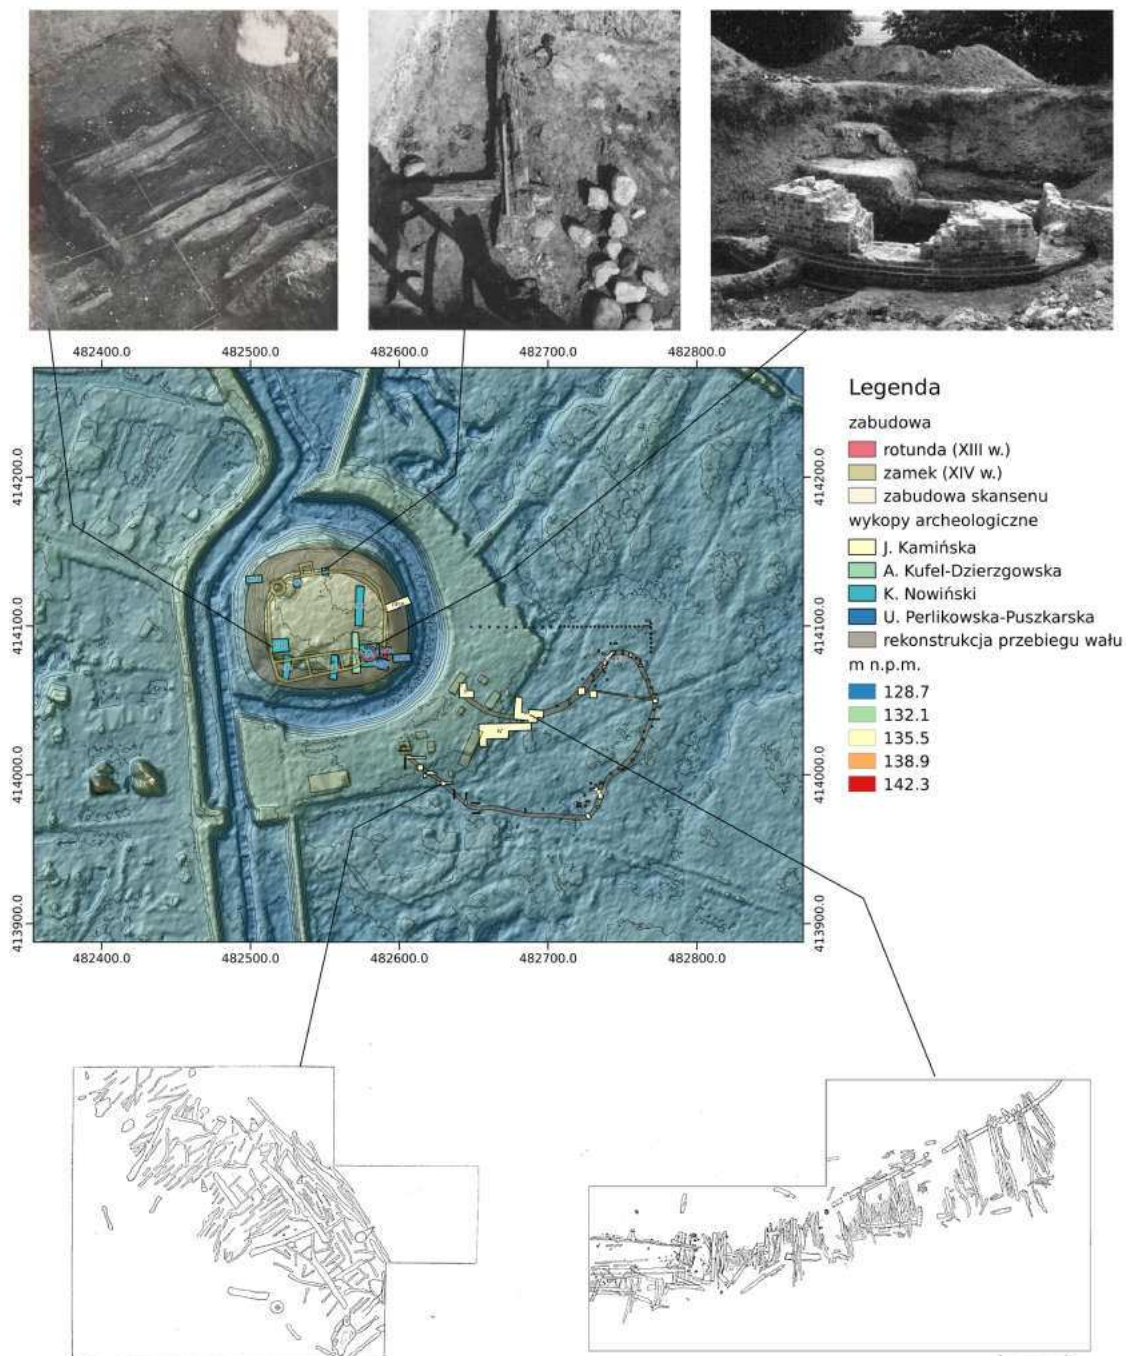 482400.0 482500.0 482600.0 482700.0 482800.0
414200.0 414200.0
414100.0 414100.0
414000.0 414000.0
413900.0 413900.0
482400.0 482500.0 482600.0 482700.0 482800.0
Legenda
zabudowa
rotunda (XIII w.)
zamek (XIV w.)
zabudowa skansenu
wykopy archeologiczne
J. Kamińska
A. Kufel-Dzierzgowska
K. Nowiński
U. Perlikowska-Puszkarska
rekonstrukcja przebiegu wału
m n.p.m.
128.7
132.1
135.5
138.9
142.3